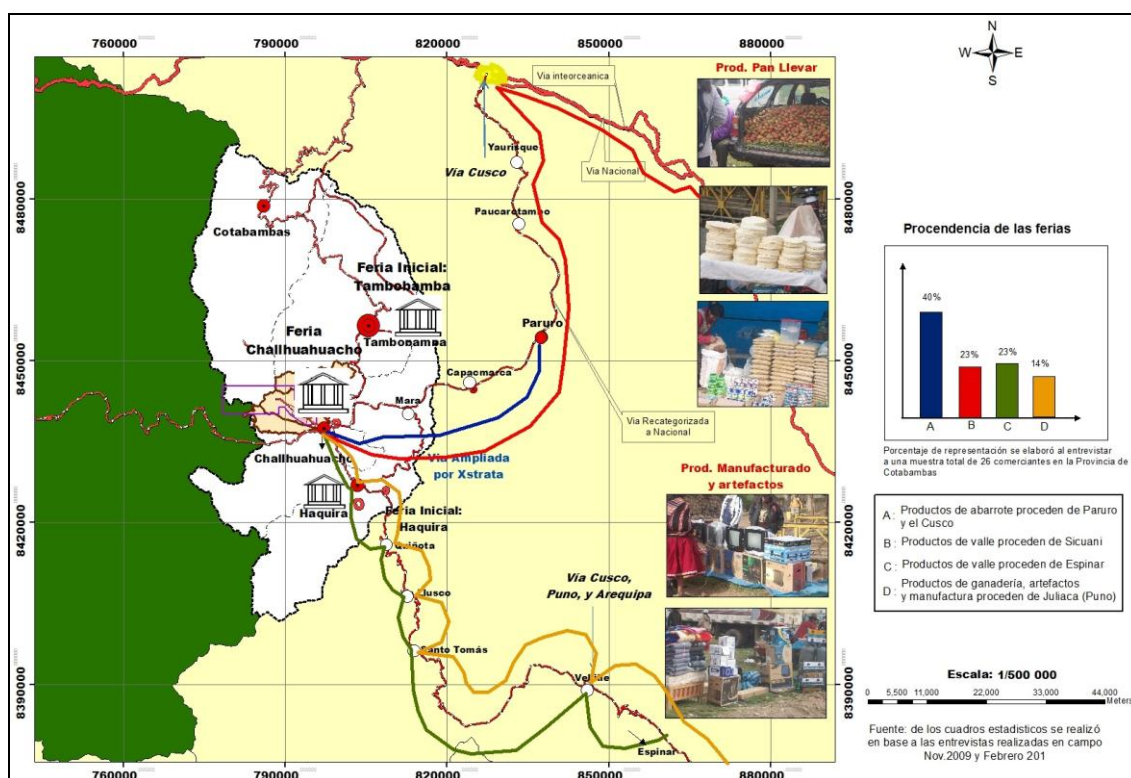 760000 790000 820000 850000 880000
N
W E
S
Prod. Pan Llevar
Via inteorceanica
Via Nacional
Yaurisque
Vía Cusco
Paucarotambo
8480000
8480000
Cotabambas
Feria Inicial:
Tambobamba
Feria
Challhuahuacho
Tambobamba
Paruro
8450000
8450000
Capacmarca
Mara
Via Recategorizada
a Nacional
Challhuahuacho
Via Ampliada
por Xstrata
Haquira
Feria Inicial:
Haquira
8420000
8420000
Prod. Manufacturado
y artefactos
Vía Cusco,
Puno, y Arequipa
Santo Tomás
8390000
8390000
Espinar
760000 790000 820000 850000 880000
Procendencia de las ferias
40%
23%
23%
14%
A
B
C
D
Porcentaje de representación se elaboró al entrevistar
a una muestra total de 26 comerciantes en la Provincia de
Cotabambas
A : Productos de abarrote proceden de Paruro
y el Cusco
B : Productos de valle proceden de Sicuani
C : Productos de valle proceden de Espinar
D : Productos de ganadería, artefactos
y manufactura proceden de Juliaca (Puno)
Escala: 1/500 000
0 5,500 11,000 22,000 33,000 44,000
Meters
Fuente: de los cuadros estadisticos se realizó
en base a las entrevistas realizadas en campo
Nov.2009 y Febrero 201